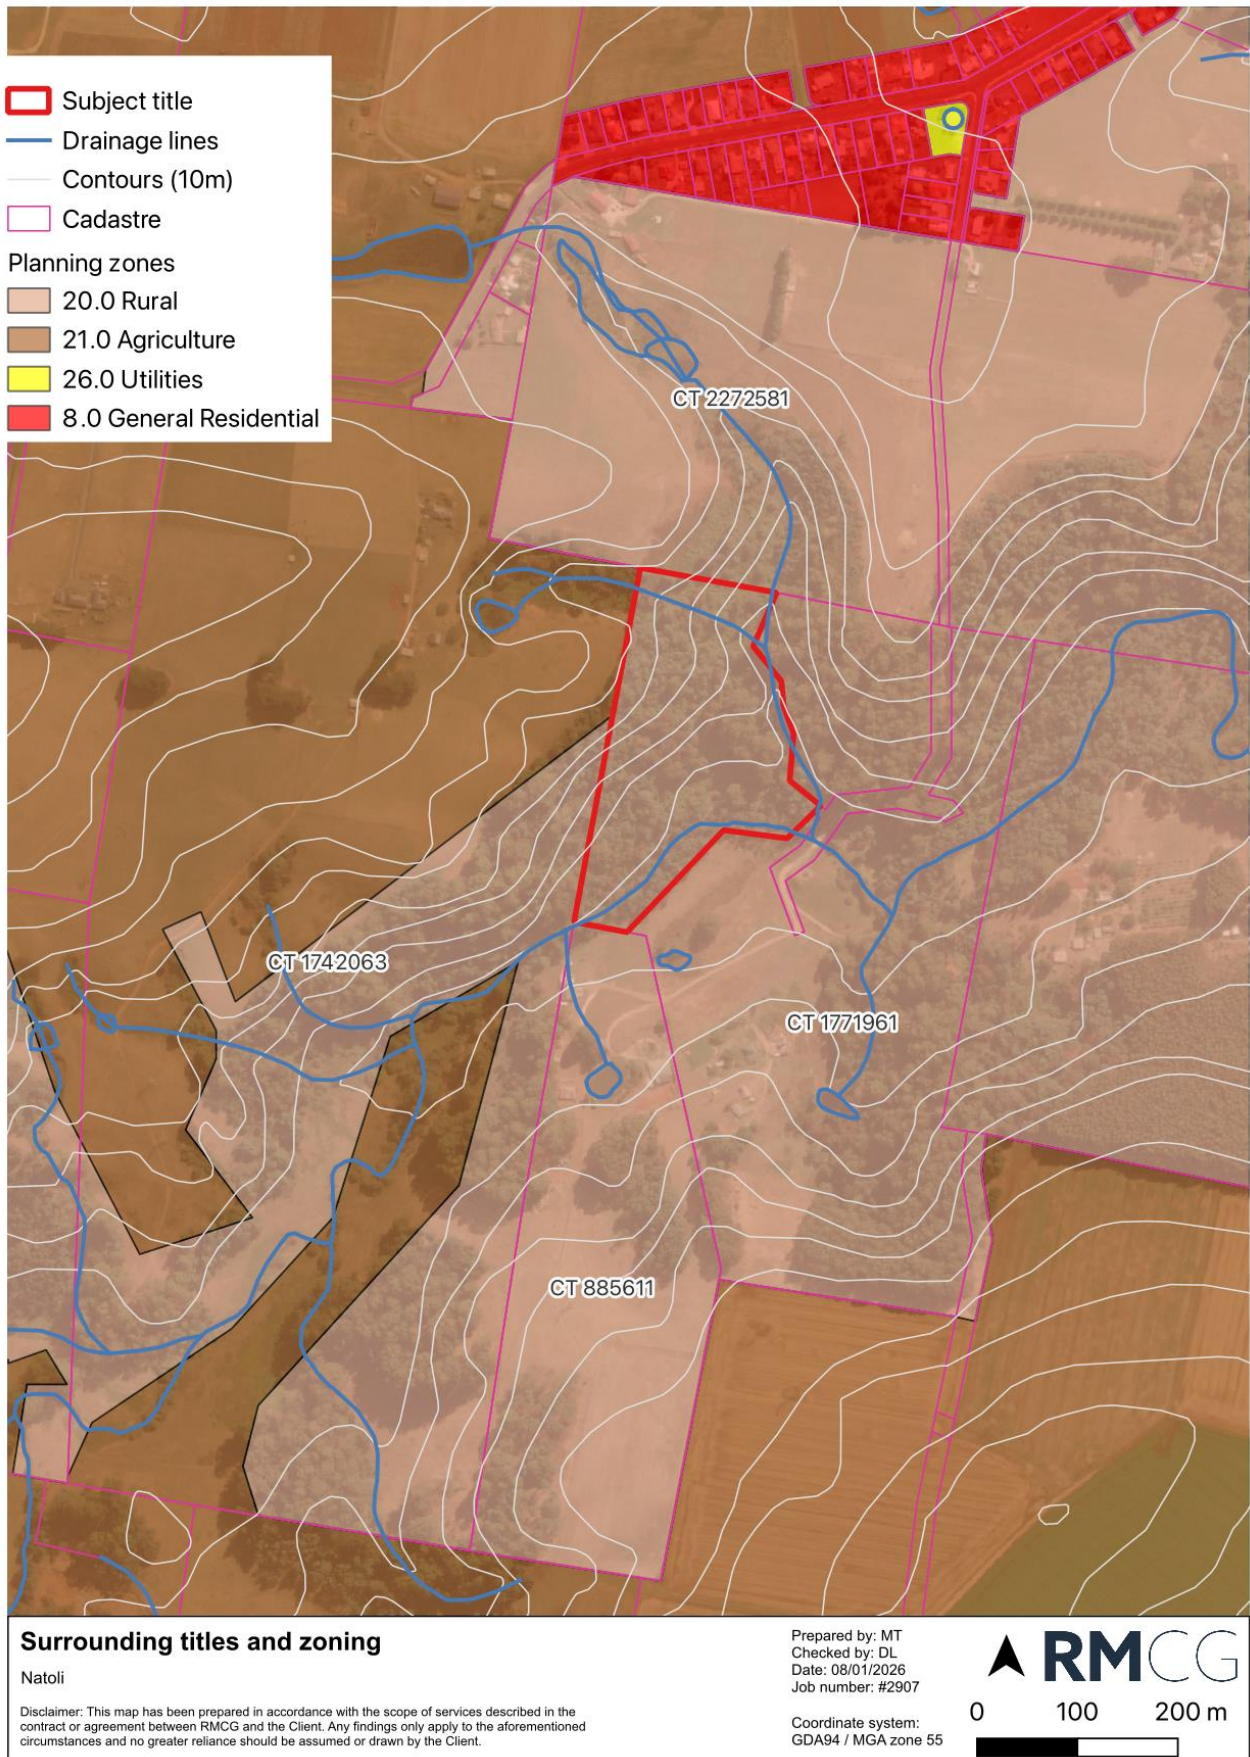 Subject title
Drainage lines
Contours (10m)
Cadastre
Planning zones
20.0 Rural
21.0 Agriculture
26.0 Utilities
8.0 General Residential
CT 2272581
CT 1742063
CT 1771961
CT 885611
Surrounding titles and zoning
Natoli
Disclaimer: This map has been prepared in accordance with the scope of services described in the
contract or agreement between RMCG and the Client. Any findings only apply to the aforementioned
circumstances and no greater reliance should be assumed or drawn by the Client.
Prepared by: MT
Checked by: DL
Date: 08/01/2026
Job number: #2907
Coordinate system:
GDA94 / MGA zone 55
RMCG
0 100 200 m